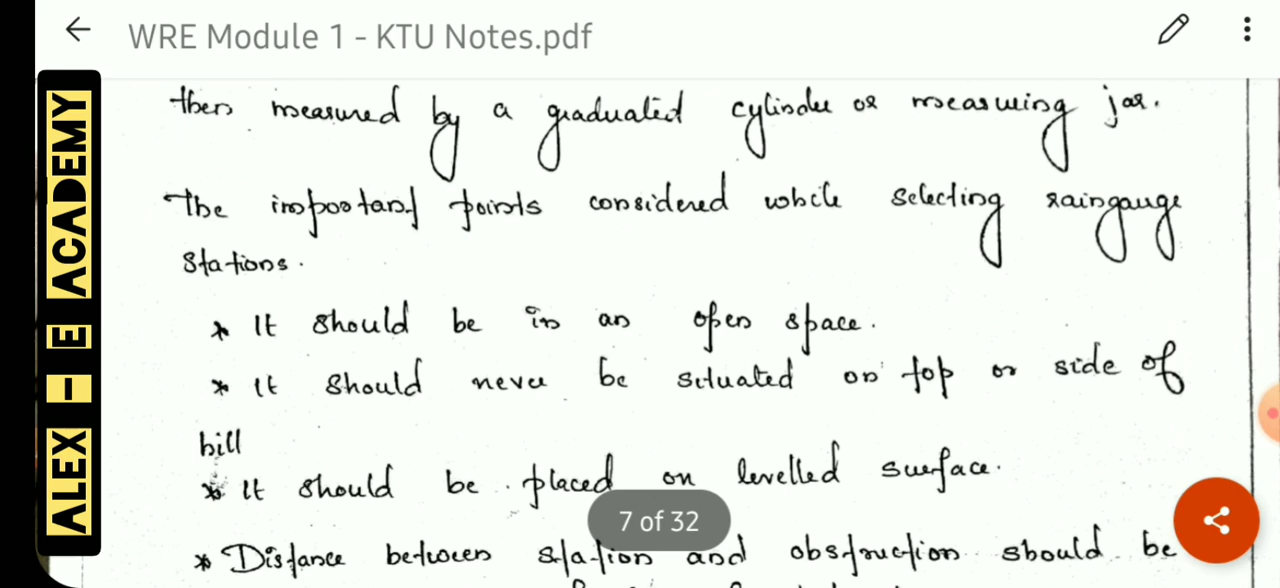 WRE Module 1 - KTU Notes.pdf
ALEX - E ACADEMY
then measured by a graduated cylinder or measuring jar.
The important points considered while selecting raingauge
Stations.
* It should be in an open space.
* It should never be situated on top or side of
hill
* It should be placed on levelled surface.
7 of 32
* Distance between station and obstruction should be